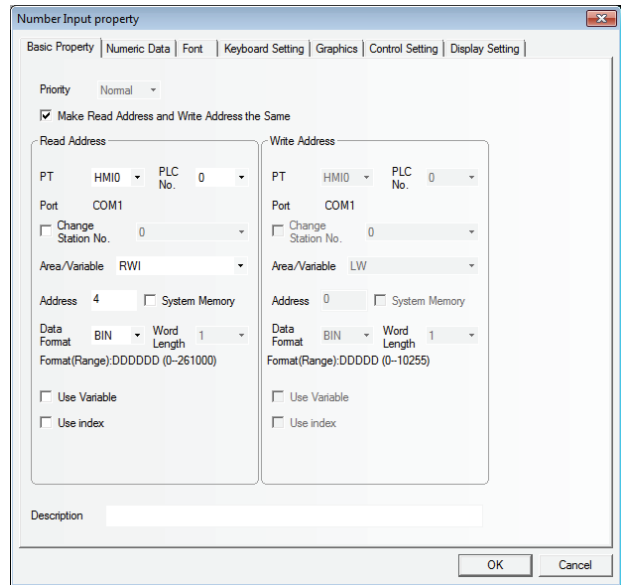 Number Input property
Basic Property Numeric Data Font Keyboard Setting Graphics Control Setting Display Setting
Priority Normal
Make Read Address and Write Address the Same
Read Address
PT HMI0 PLC No. 0
Port COM1
Change Station No. 0
Area/Variable RWI
Address 4 System Memory
Data Format BIN Word Length 1
Format(Range):DDDDDD (0--261000)
Use Variable
Use index
Write Address
PT HMI0 PLC No. 0
Port COM1
Change Station No. 0
Area/Variable LW
Address 0 System Memory
Data Format BIN Word Length 1
Format(Range):DDDDD (0--10255)
Use Variable
Use index
Description
OK Cancel